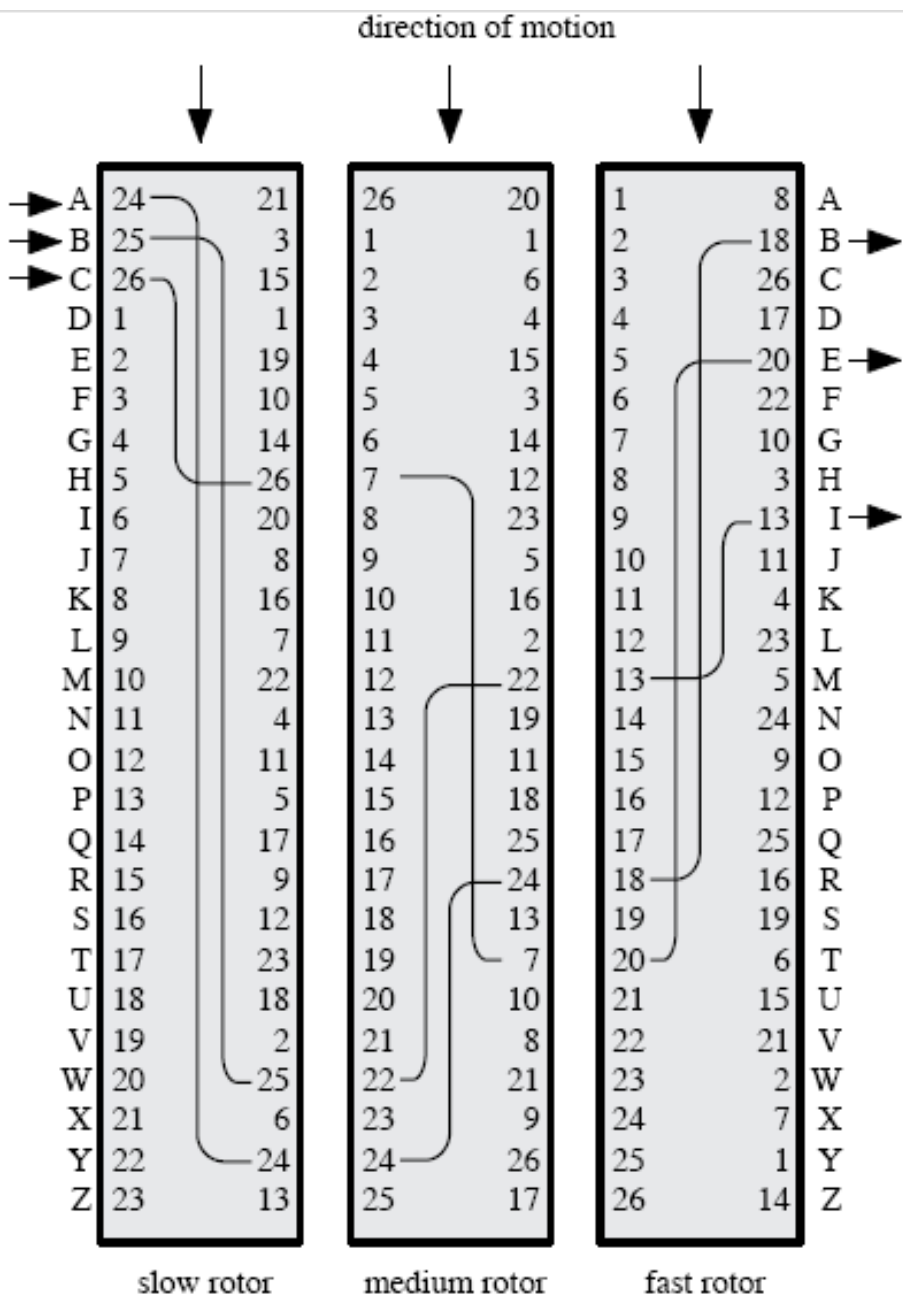 direction of motion
A 24 21 26 20 1 8 A
B 25 3 1 1 2 18 B
C 26 15 2 6 3 26 C
D 1 1 3 4 4 17 D
E 2 19 4 15 5 20 E
F 3 10 5 3 6 22 F
G 4 14 6 14 7 10 G
H 5 26 7 12 8 3 H
I 6 20 8 23 9 13 I
J 7 8 9 5 10 11 J
K 8 16 10 16 11 4 K
L 9 7 11 2 12 23 L
M 10 22 12 22 13 5 M
N 11 4 13 19 14 24 N
O 12 11 14 11 15 9 O
P 13 5 15 18 16 12 P
Q 14 17 16 25 17 25 Q
R 15 9 17 24 18 16 R
S 16 12 18 13 19 19 S
T 17 23 19 7 20 6 T
U 18 18 20 10 21 15 U
V 19 2 21 8 22 21 V
W 20 25 22 21 23 2 W
X 21 6 23 9 24 7 X
Y 22 24 24 26 25 1 Y
Z 23 13 25 17 26 14 Z
slow rotor medium rotor fast rotor